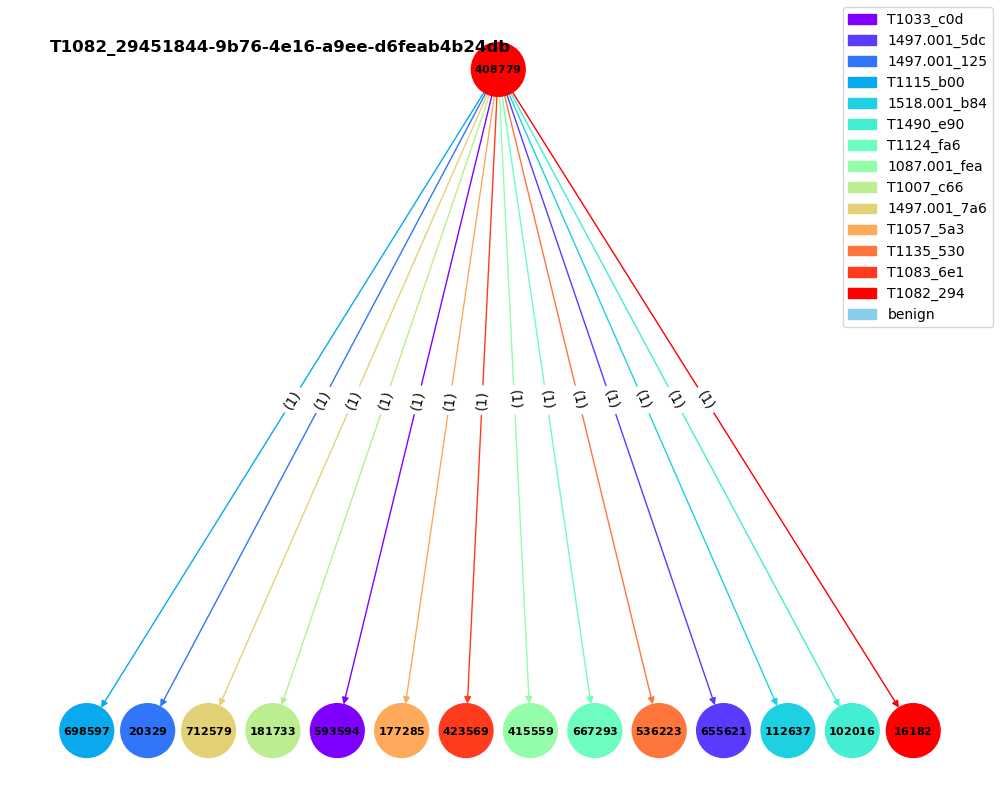 T1082_29451844-9b76-4e16-a9ee-d6feab4b24db
408779
T1033_c0d
1497.001_5dc
1497.001_125
T1115_b00
1518.001_b84
T1490_e90
T1124_fa6
1087.001_fea
T1007_c66
1497.001_7a6
T1057_5a3
T1135_530
T1083_6e1
T1082_294
benign
(1) (1) (1) (1) (1) (1) (1) (1) (1) (1) (1) (1) (1) (1)
698597 20329 712579 181733 593594 177285 423569 415559 667293 536223 655621 112637 102016 16182